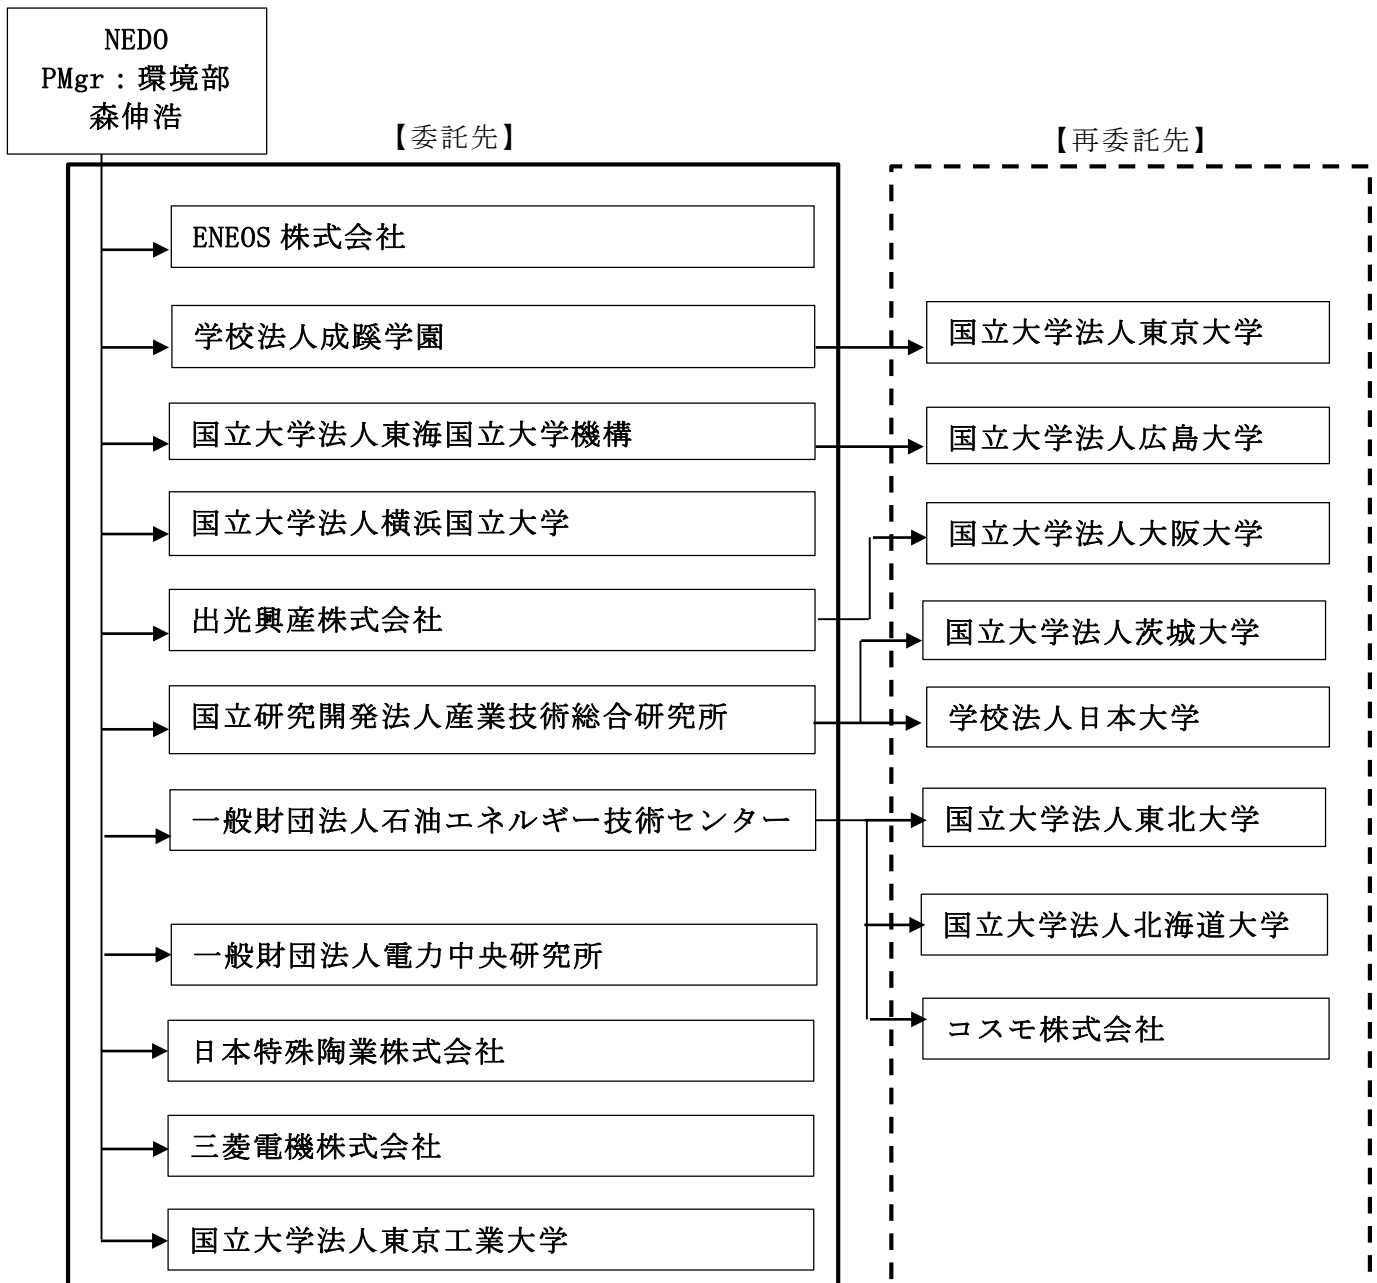 NEDO
PMgr：環境部
森伸浩
【委託先】
【再委託先】
ENEOS 株式会社
学校法人成蹊学園
国立大学法人東京大学
国立大学法人東海国立大学機構
国立大学法人広島大学
国立大学法人横浜国立大学
国立大学法人大阪大学
出光興産株式会社
国立大学法人茨城大学
国立研究開発法人産業技術総合研究所
学校法人日本大学
一般財団法人石油エネルギー技術センター
国立大学法人東北大学
国立大学法人北海道大学
一般財団法人電力中央研究所
コスモ株式会社
日本特殊陶業株式会社
三菱電機株式会社
国立大学法人東京工業大学